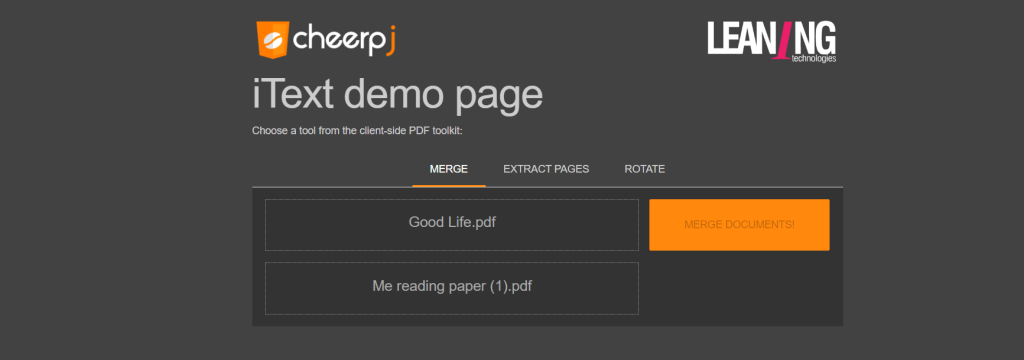 cheerpj
LEANING
technologies
iText demo page
Choose a tool from the client-side PDF toolkit:
MERGE EXTRACT PAGES ROTATE
Good Life.pdf
MERGE DOCUMENTS!
Me reading paper (1).pdf